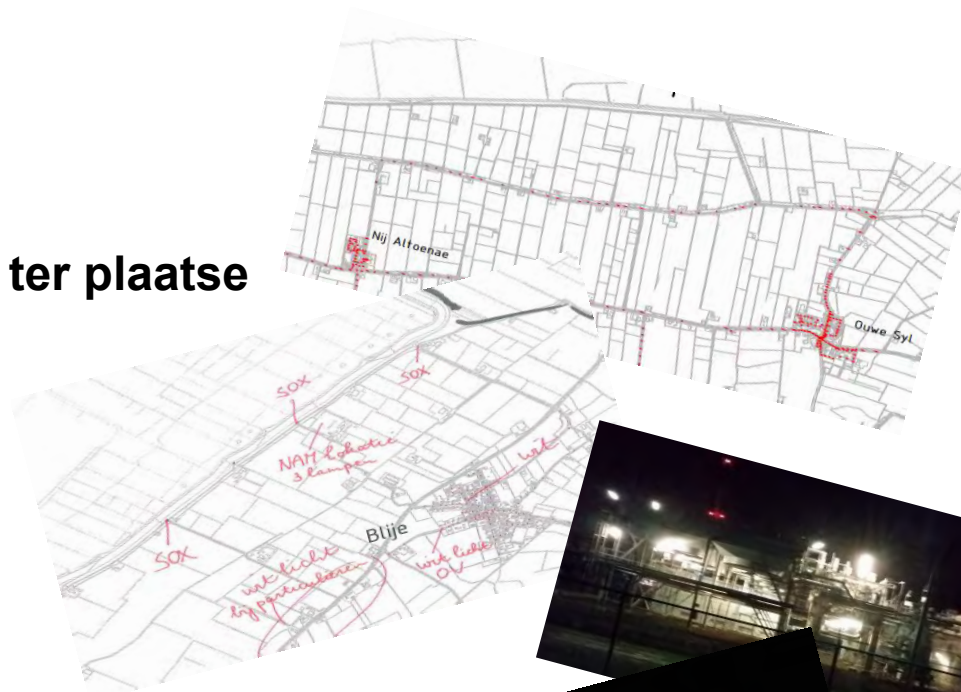 ter plaatse
Nij Altoenae
Ouwe Syl
SOX
SOX
NAM lokatie
3 lampen
wit
Blije
SOX
wit licht
bij particulieren
wit licht
OV